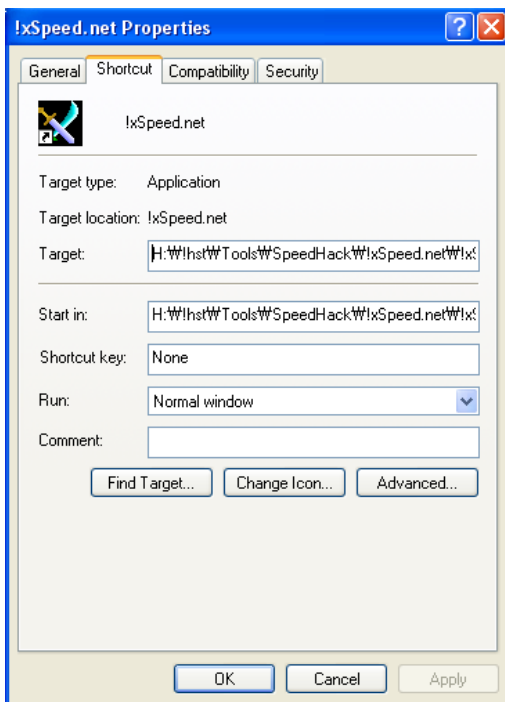 !xSpeed.net Properties
General Shortcut Compatibility Security
!xSpeed.net
Target type: Application
Target location: !xSpeed.net
Target: H:₩!hst₩Tools₩SpeedHack₩!xSpeed.net₩!xS
Start in: H:₩!hst₩Tools₩SpeedHack₩!xSpeed.net₩!xS
Shortcut key: None
Run: Normal window
Comment:
Find Target... Change Icon... Advanced...
OK Cancel Apply